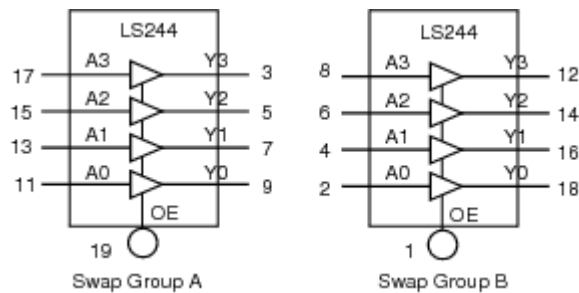 LS244
17 A3 Y3 3
15 A2 Y2 5
13 A1 Y1 7
11 A0 Y0 9
OE
19
Swap Group A
LS244
8 A3 Y3 12
6 A2 Y2 14
4 A1 Y1 16
2 A0 Y0 18
OE
1
Swap Group B